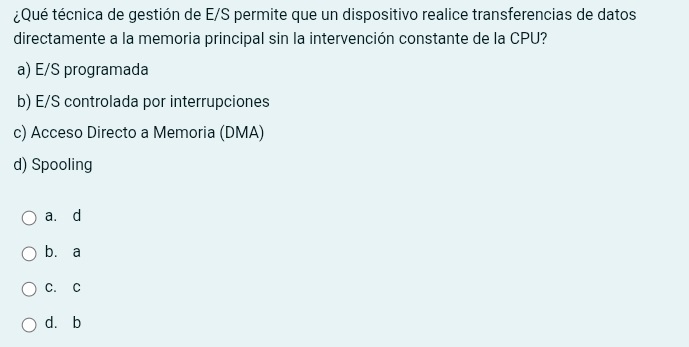 ¿Qué técnica de gestión de E/S permite que un dispositivo realice transferencias de datos
directamente a la memoria principal sin la intervención constante de la CPU?
a) E/S programada
b) E/S controlada por interrupciones
c) Acceso Directo a Memoria (DMA)
d) Spooling
a. d
b. a
c. c
d. b